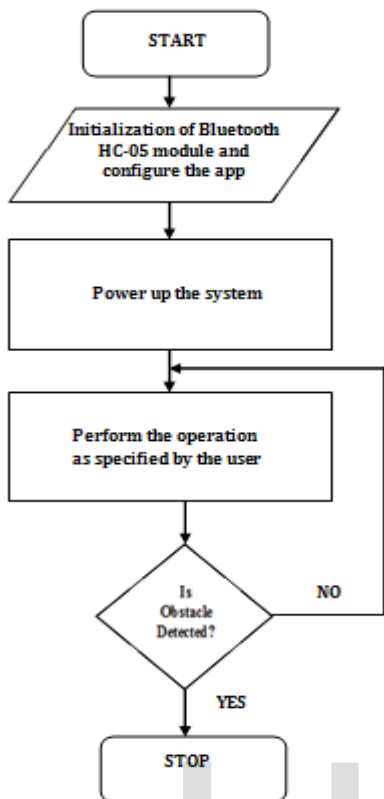 START
Initialization of Bluetooth
HC-05 module and
configure the app
Power up the system
Perform the operation
as specified by the user
Is
Obstacle
Detected?
NO
YES
STOP